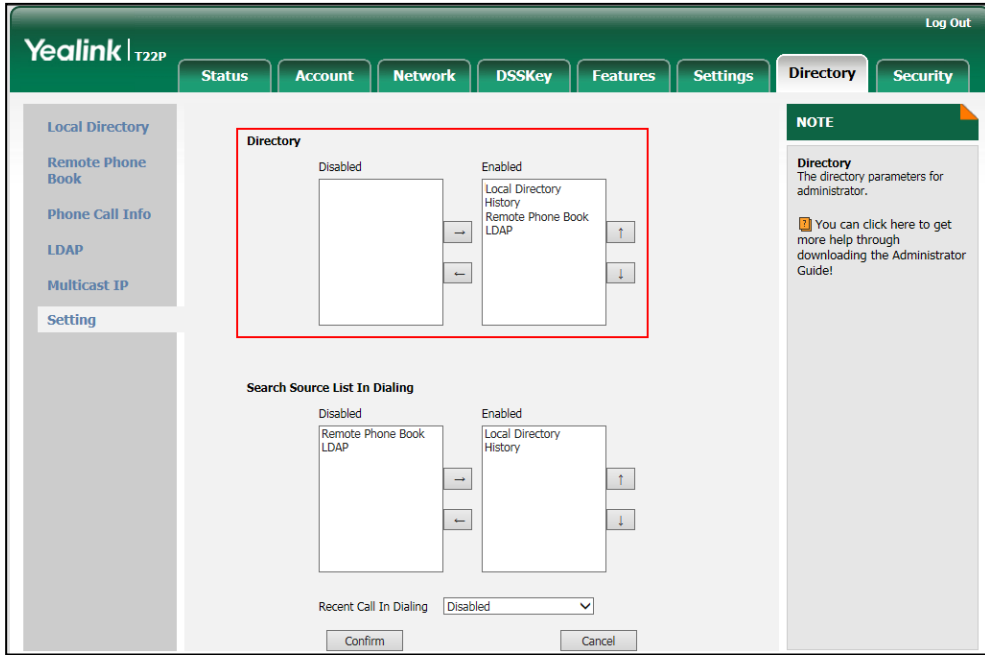 Log Out
Yealink T22P
Status Account Network DSSKey Features Settings Directory Security
Local Directory
Remote Phone
Book
Phone Call Info
LDAP
Multicast IP
Setting
Directory
Disabled Enabled
Local Directory
History
Remote Phone Book
LDAP
→ ↑
← ↓
Search Source List In Dialing
Disabled Enabled
Remote Phone Book
LDAP
Local Directory
History
→ ↑
← ↓
Recent Call In Dialing Disabled
Confirm Cancel
NOTE
Directory
The directory parameters for
administrator.
You can click here to get
more help through
downloading the Administrator
Guide!